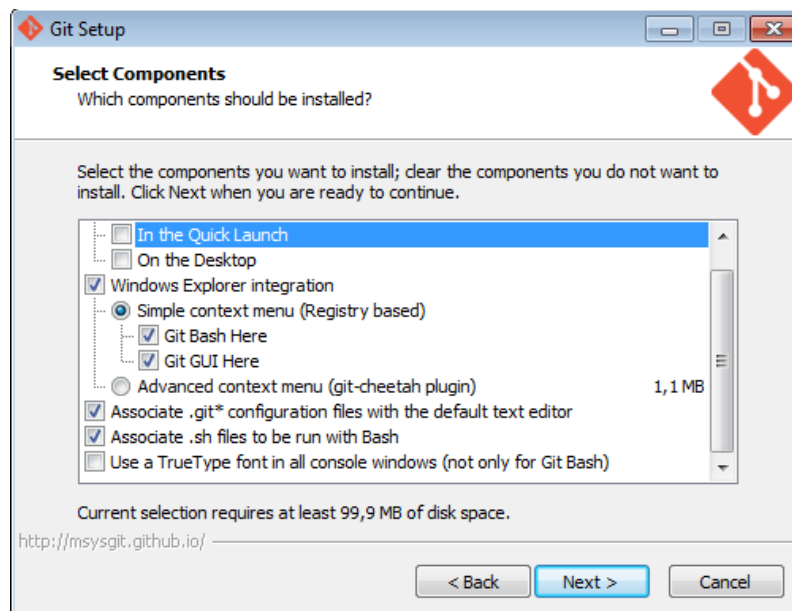 Git Setup
Select Components
Which components should be installed?
Select the components you want to install; clear the components you do not want to
install. Click Next when you are ready to continue.
In the Quick Launch
On the Desktop
Windows Explorer integration
Simple context menu (Registry based)
Git Bash Here
Git GUI Here
Advanced context menu (git-cheetah plugin) 1,1 MB
Associate .git* configuration files with the default text editor
Associate .sh files to be run with Bash
Use a TrueType font in all console windows (not only for Git Bash)
Current selection requires at least 99,9 MB of disk space.
http://msysgit.github.io/
< Back Next > Cancel